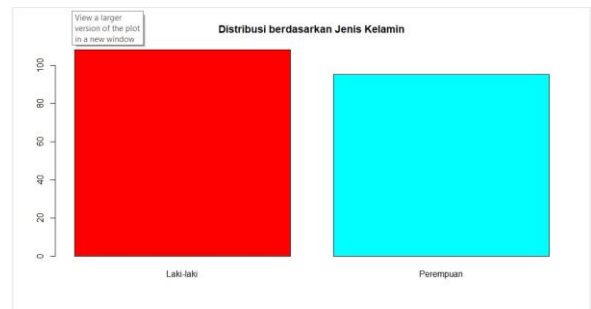 View a larger
version of the plot
in a new window
Distribusi berdasarkan Jenis Kelamin
100
80
60
40
20
0
Laki-laki
Perempuan